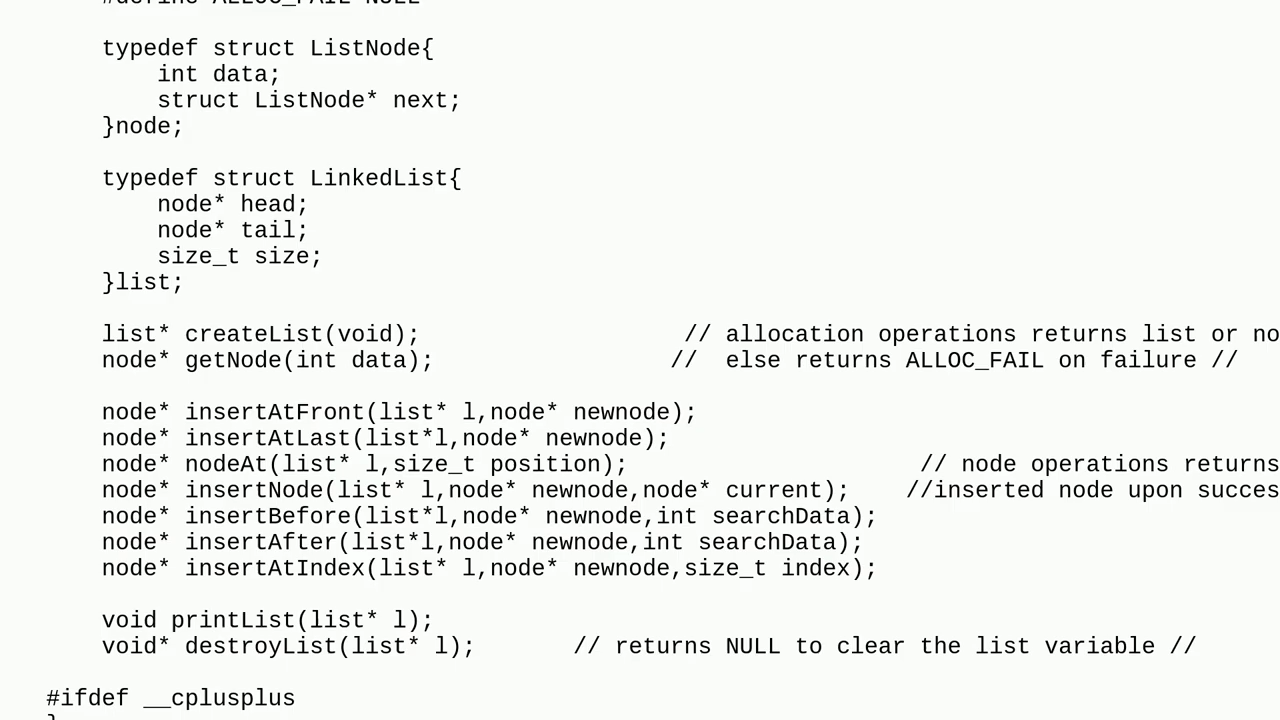 #define ALLOC_FAIL NULL
typedef struct ListNode{
int data;
struct ListNode* next;
}node;
typedef struct LinkedList{
node* head;
node* tail;
size_t size;
}list;
list* createList(void); // allocation operations returns list or no
node* getNode(int data); // else returns ALLOC_FAIL on failure //
node* insertAtFront(list* l,node* newnode);
node* insertAtLast(list*l,node* newnode);
node* nodeAt(list* l,size_t position); // node operations returns
node* insertNode(list* l,node* newnode,node* current); //inserted node upon succes
node* insertBefore(list*l,node* newnode,int searchData);
node* insertAfter(list*l,node* newnode,int searchData);
node* insertAtIndex(list* l,node* newnode,size_t index);
void printList(list* l);
void* destroyList(list* l); // returns NULL to clear the list variable //
#ifdef __cplusplus
}